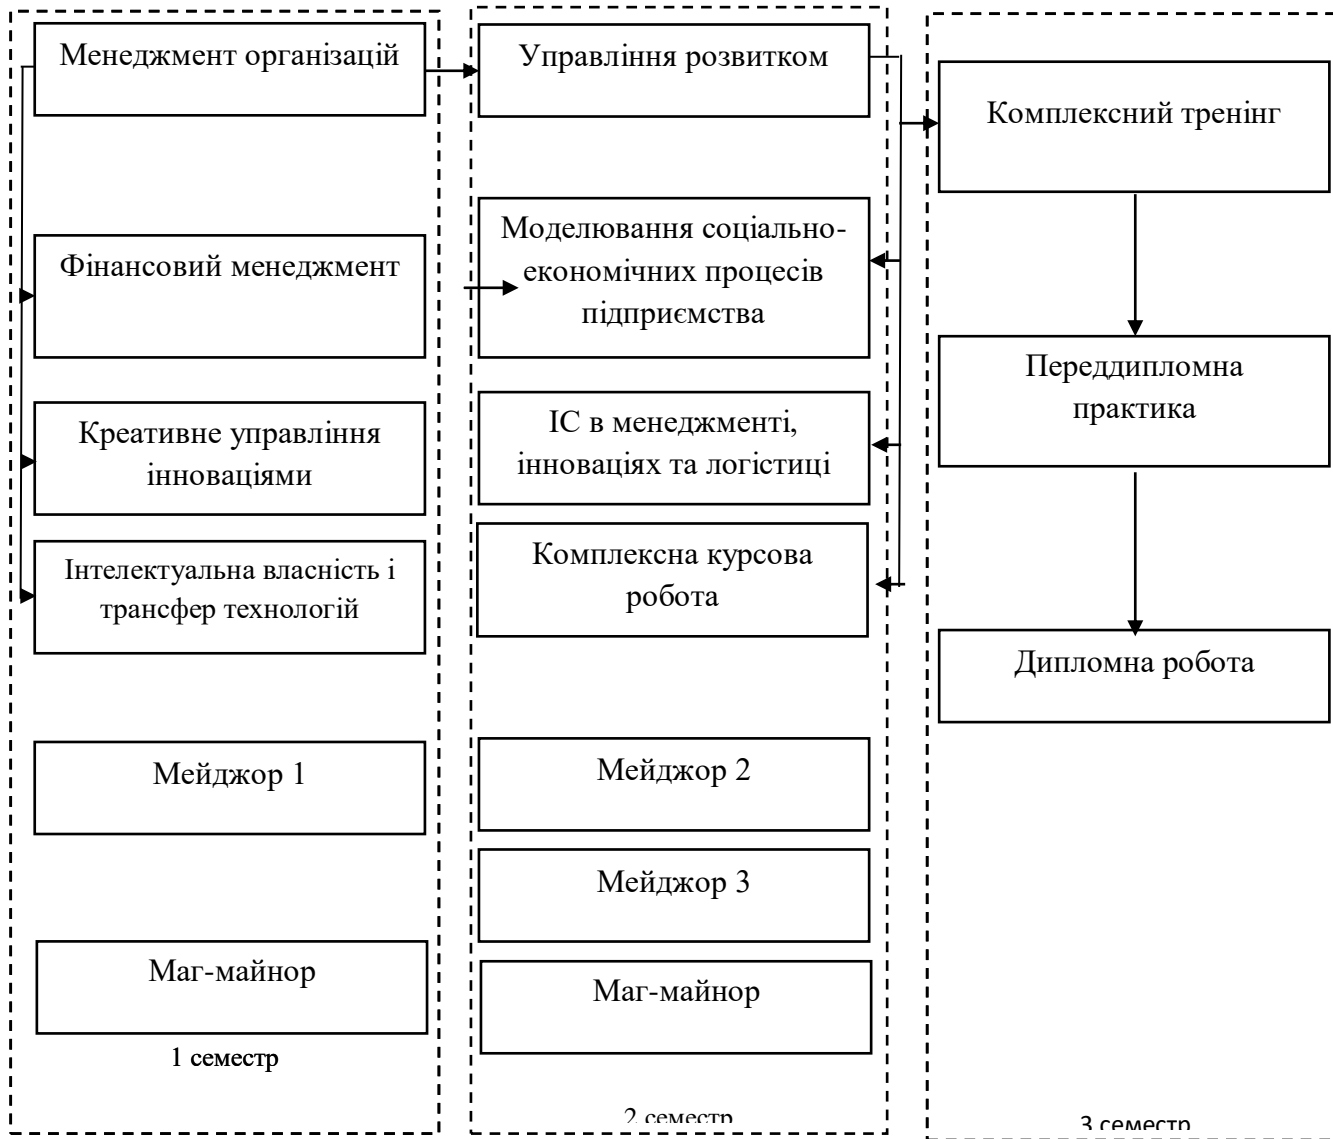 Менеджмент організацій
Фінансовий менеджмент
Креативне управління
інноваціями
Інтелектуальна власність і
трансфер технологій
Мейджор 1
Маг-майнор
1 семестр
Управління розвитком
Моделювання соціально-
економічних процесів
підприємства
ІС в менеджменті,
інноваціях та логістиці
Комплексна курсова
робота
Мейджор 2
Мейджор 3
Маг-майнор
2 семестр
Комплексний тренінг
Переддипломна
практика
Дипломна робота
3 семестр